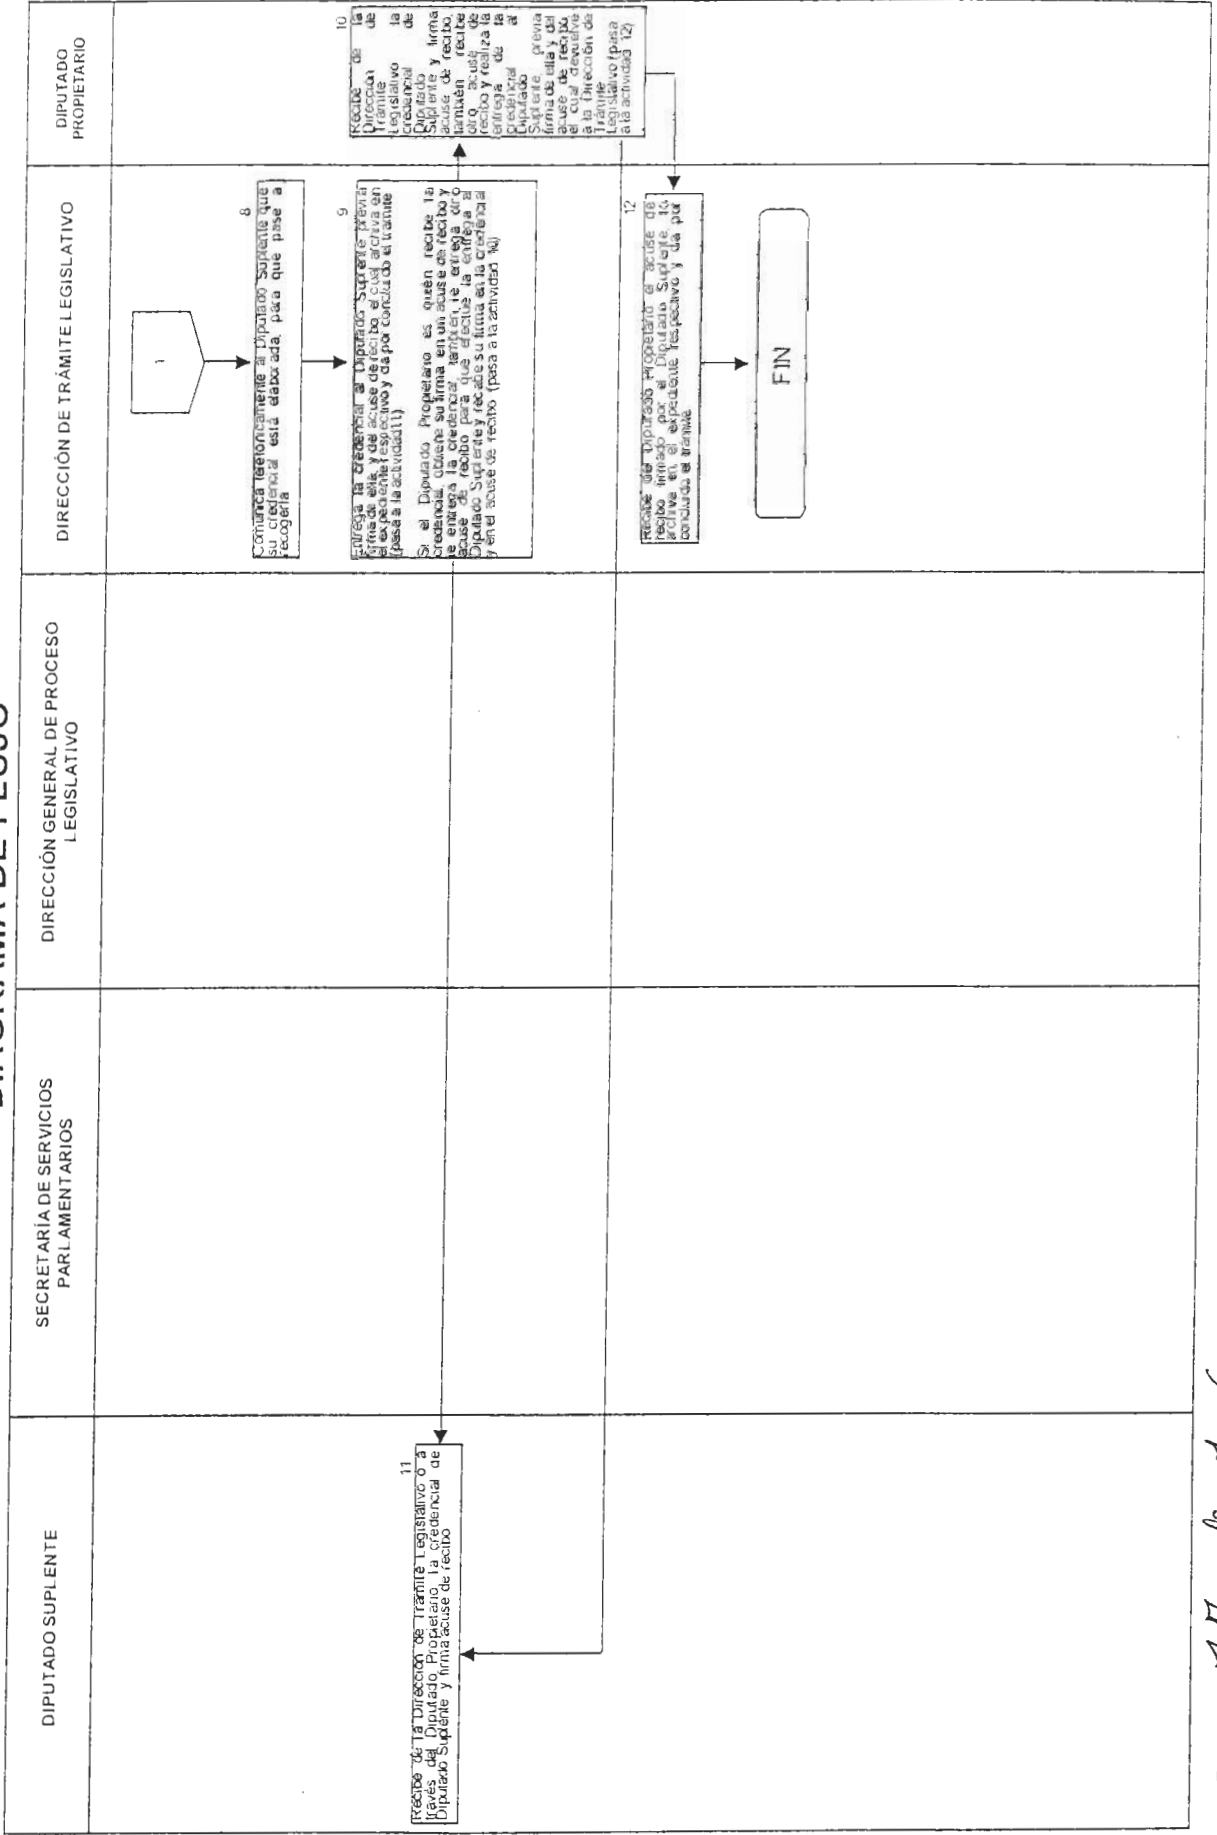 DIPUTADO SUPLENTE
SECRETARÍA DE SERVICIOS
PARLAMENTARIOS
DIRECCIÓN GENERAL DE PROCESO
LEGISLATIVO
DIRECCIÓN DE TRÁMITE LEGISLATIVO
DIPUTADO
PROPIETARIO
1
8
Comunica telefónicamente al Diputado Suplente que
su credencial está elaborada, para que pase a
recogerla
9
Entrega la credencial al Diputado Suplente previa
firma de ella, y del acuse de recibo, el cual archiva en
el expediente respectivo y da por concluido el trámite
(pasa a la actividad 11)
Si el Diputado Propietario es quién recibe la
credencial, obtiene su firma en un acuse de recibo y
le entrega la credencial, también, le entrega otro
acuse de recibo para que efectúe la entrega al
Diputado Suplente y recabe su firma en la credencial
y en el acuse de recibo (pasa a la actividad 10)
10
Recibe de la
Dirección de
Trámite
Legislativo la
credencial de
Diputado
Suplente y firma
acuse de recibo,
también recibe
otro acuse de
recibo y realiza la
entrega de la
credencial al
Diputado
Suplente, previa
firma de ella y del
acuse de recibo,
el cual devuelve
a la Dirección de
Trámite
Legislativo (pasa
a la actividad 12)
11
Recibe de la Dirección de Trámite Legislativo o a
través del Diputado Propietario, la credencial de
Diputado Suplente y firma acuse de recibo
12
Recibe del Diputado Propietario el acuse de
recibo firmado por el Diputado Suplente, lo
archiva en el expediente respectivo y da por
concluido el trámite
FIN